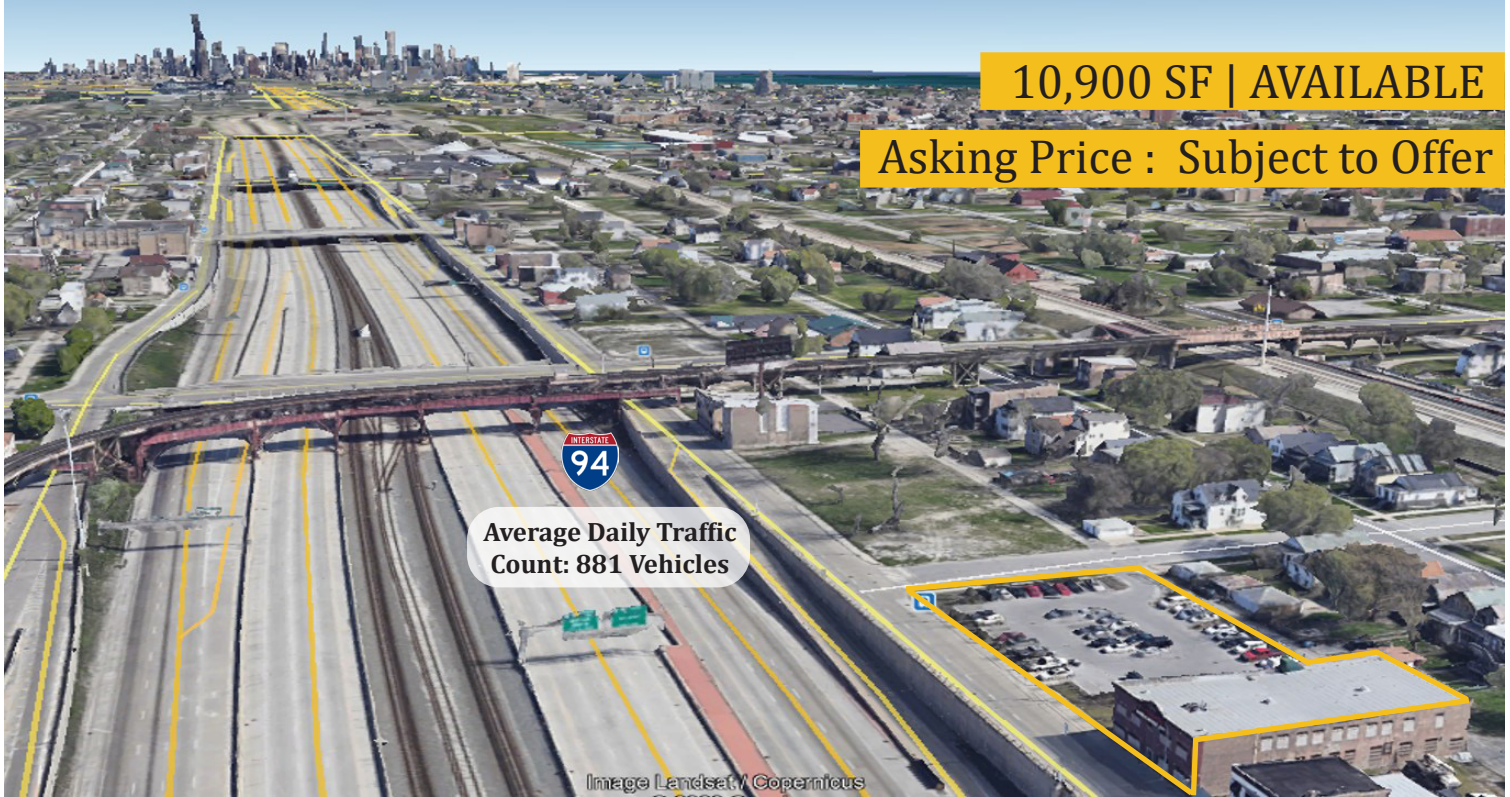 10,900 SF | AVAILABLE
Asking Price : Subject to Offer
INTERSTATE
94
Average Daily Traffic
Count: 881 Vehicles
Image Landsat / Copernicus